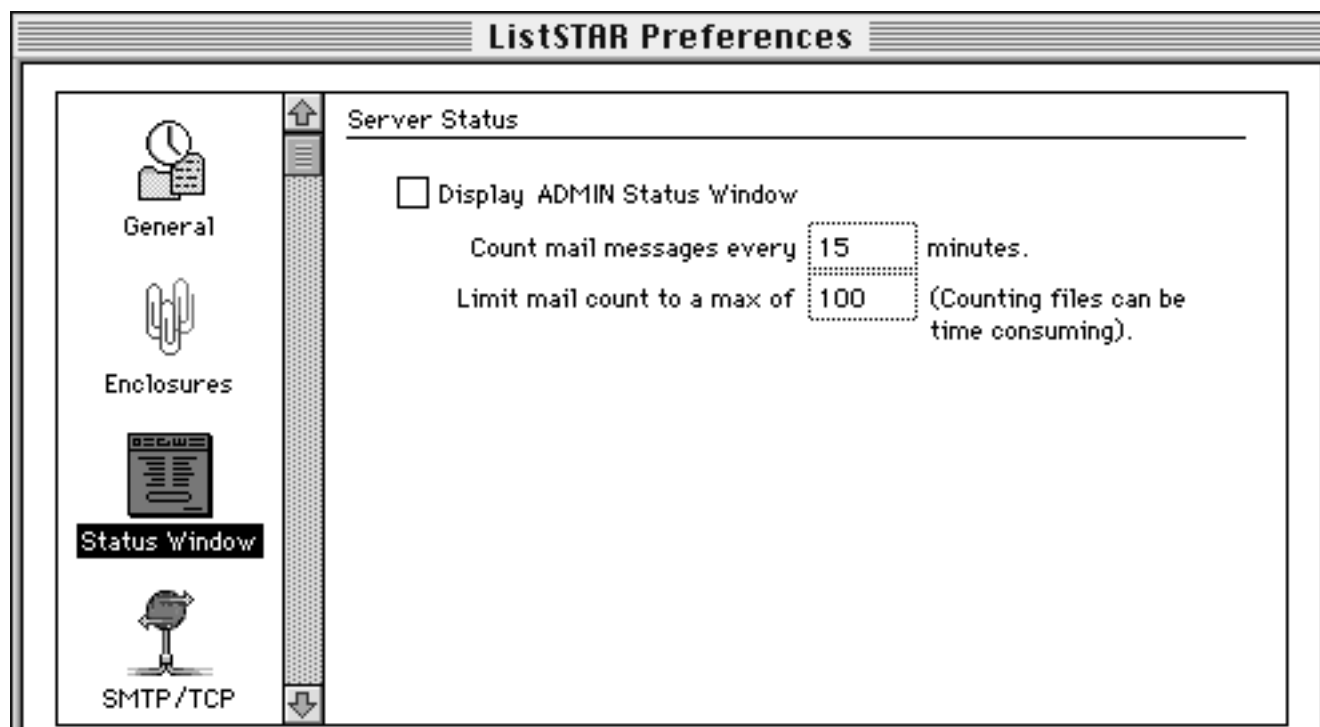 ListSTAR Preferences
General
Enclosures
Status Window
SMTP/TCP
Server Status
Display ADMIN Status Window
Count mail messages every 15 minutes.
Limit mail count to a max of 100 (Counting files can be
time consuming).